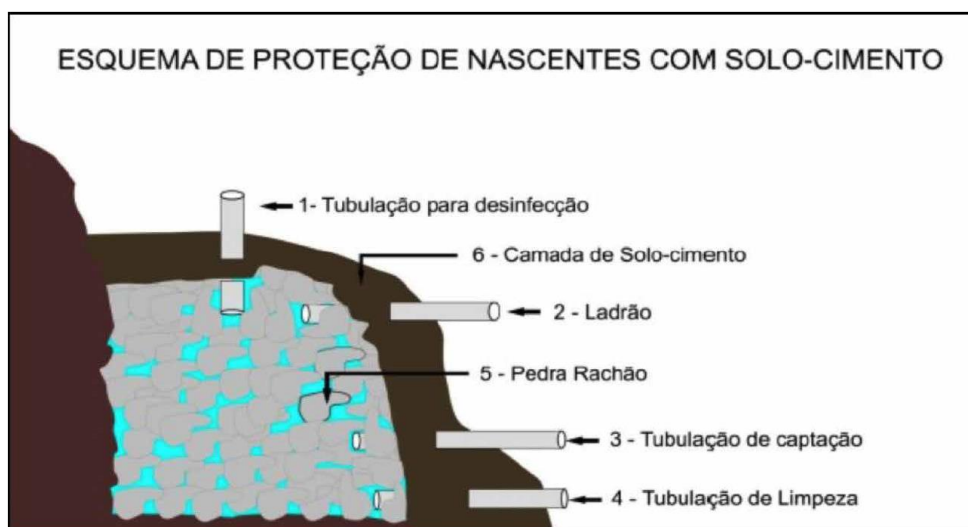 ESQUEMA DE PROTEÇÃO DE NASCENTES COM SOLO-CIMENTO
1- Tubulação para desinfecção
6 - Camada de Solo-cimento
2 - Ladrão
5 - Pedra Rachão
3 - Tubulação de captação
4 - Tubulação de Limpeza